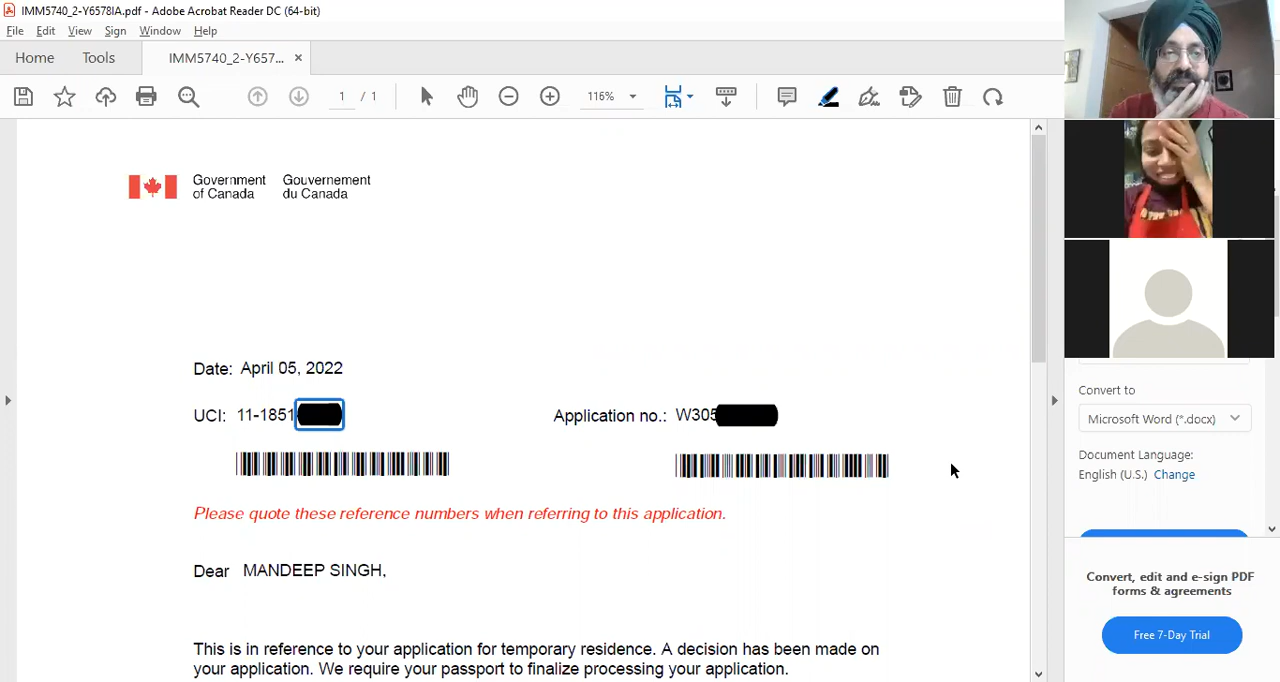 IMM5740_2-Y6578IA.pdf - Adobe Acrobat Reader DC (64-bit)
File Edit View Sign Window Help
Home Tools IMM5740_2-Y657... ×
1 / 1 116%
Government of Canada
Gouvernement du Canada
Date: April 05, 2022
UCI: 11-1851
Application no.: W305
Please quote these reference numbers when referring to this application.
Dear MANDEEP SINGH,
This is in reference to your application for temporary residence. A decision has been made on
your application. We require your passport to finalize processing your application.
Convert to
Microsoft Word (*.docx)
Document Language:
English (U.S.) Change
Convert, edit and e-sign PDF
forms & agreements
Free 7-Day Trial